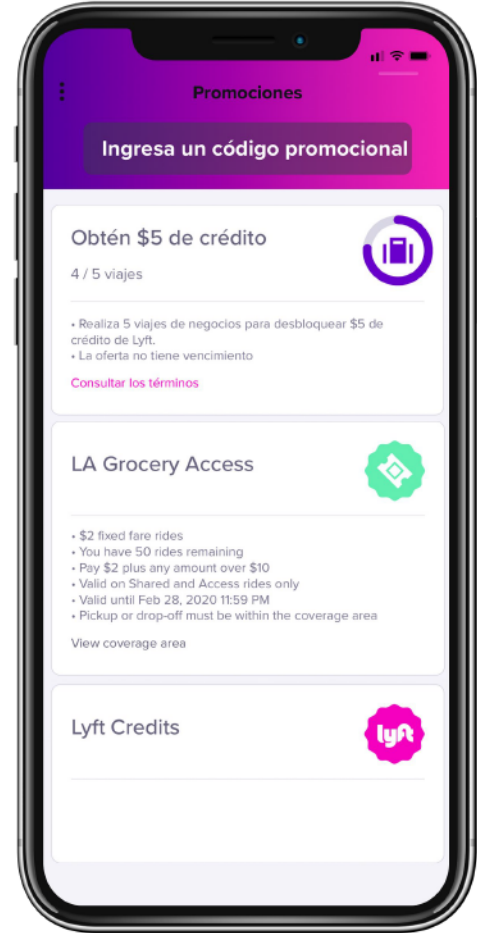 Promociones
Ingresa un código promocional
Obtén $5 de crédito
4 / 5 viajes
• Realiza 5 viajes de negocios para desbloquear $5 de
crédito de Lyft.
• La oferta no tiene vencimiento
Consultar los términos
LA Grocery Access
• $2 fixed fare rides
• You have 50 rides remaining
• Pay $2 plus any amount over $10
• Valid on Shared and Access rides only
• Valid until Feb 28, 2020 11:59 PM
• Pickup or drop-off must be within the coverage area
View coverage area
Lyft Credits
lyft